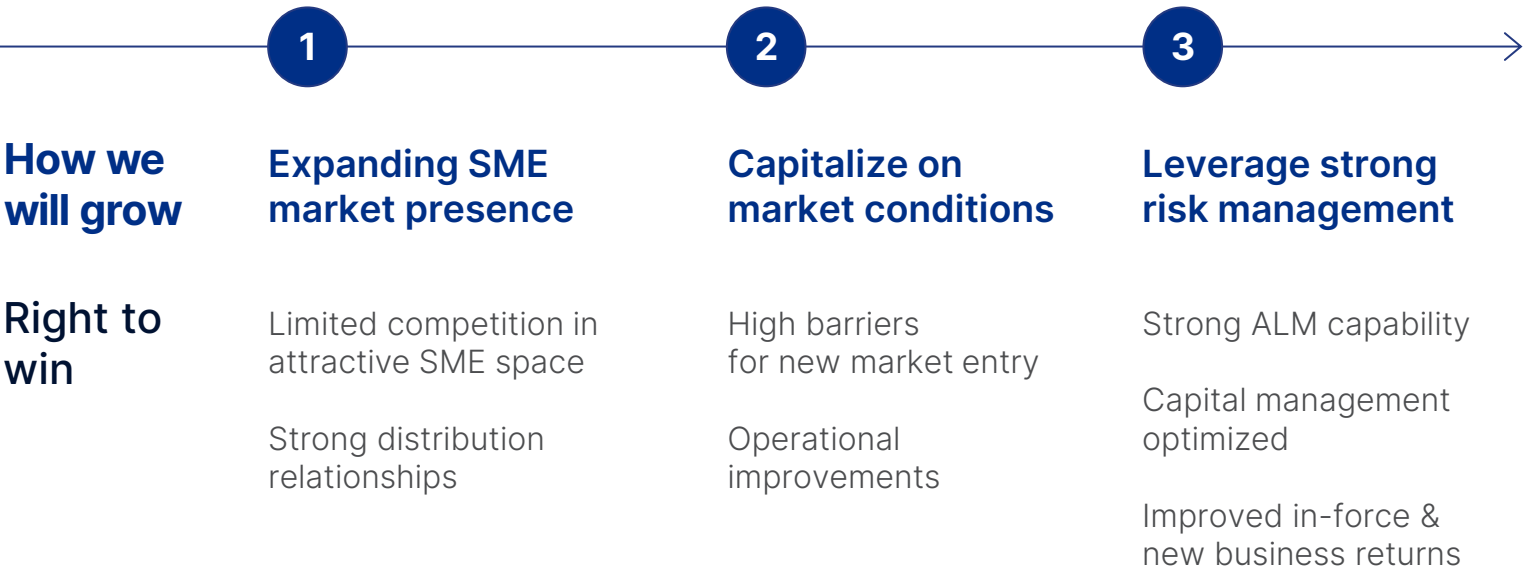 1
2
3
How we
will grow
Expanding SME
market presence
Capitalize on
market conditions
Leverage strong
risk management
Right to
win
Limited competition in
attractive SME space
Strong distribution
relationships
High barriers
for new market entry
Operational
improvements
Strong ALM capability
Capital management
optimized
Improved in-force &
new business returns